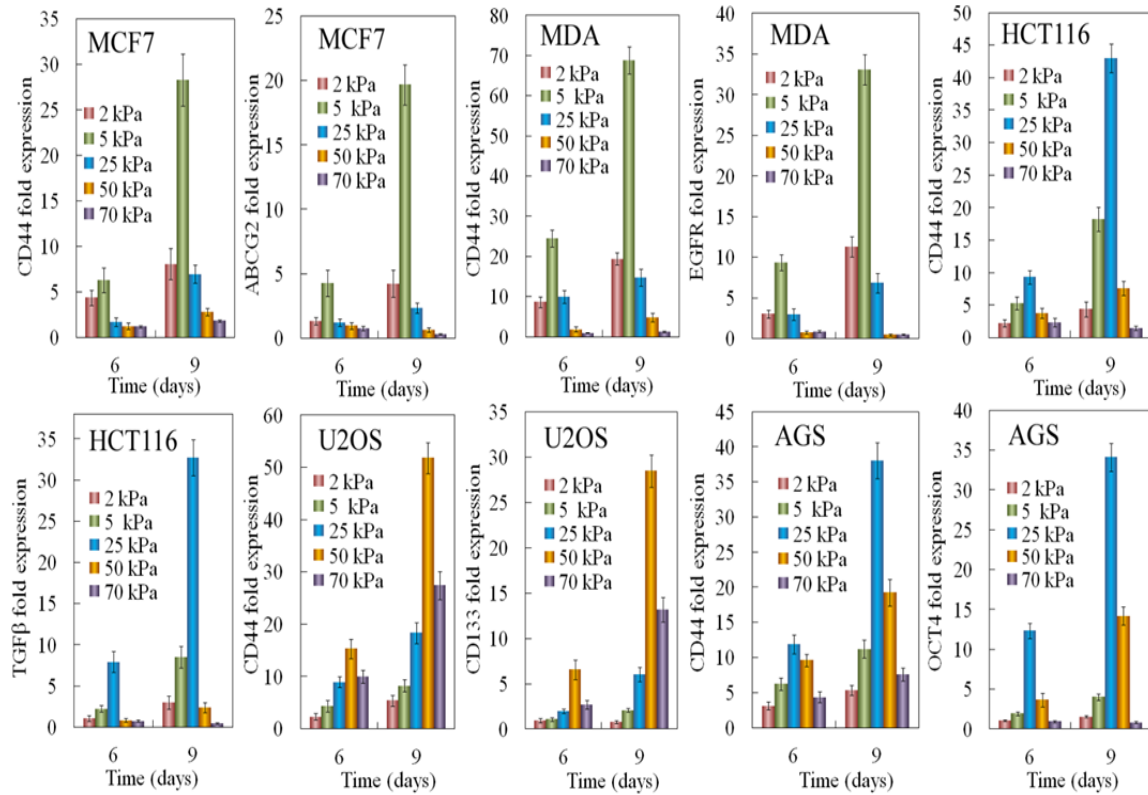 MCF7
CD44 fold expression
35
30
25
20
15
10
5
0
2 kPa
5 kPa
25 kPa
50 kPa
70 kPa
6 9
Time (days)
MCF7
ABCG2 fold expression
25
20
15
10
5
0
2 kPa
5 kPa
25 kPa
50 kPa
70 kPa
6 9
Time (days)
MDA
CD44 fold expression
80
70
60
50
40
30
20
10
0
2 kPa
5 kPa
25 kPa
50 kPa
70 kPa
6 9
Time (days)
MDA
EGFR fold expression
40
35
30
25
20
15
10
5
0
2 kPa
5 kPa
25 kPa
50 kPa
70 kPa
6 9
Time (days)
HCT116
CD44 fold expression
50
45
40
35
30
25
20
15
10
5
0
2 kPa
5 kPa
25 kPa
50 kPa
70 kPa
6 9
Time (days)
HCT116
TGFβ fold expression
35
30
25
20
15
10
5
0
2 kPa
5 kPa
25 kPa
50 kPa
70 kPa
6 9
Time (days)
U2OS
CD44 fold expression
60
50
40
30
20
10
0
2 kPa
5 kPa
25 kPa
50 kPa
70 kPa
6 9
Time (days)
U2OS
CD133 fold expression
35
30
25
20
15
10
5
0
2 kPa
5 kPa
25 kPa
50 kPa
70 kPa
6 9
Time (days)
AGS
CD44 fold expression
45
40
35
30
25
20
15
10
5
0
2 kPa
5 kPa
25 kPa
50 kPa
70 kPa
6 9
Time (days)
AGS
OCT4 fold expression
40
35
30
25
20
15
10
5
0
2 kPa
5 kPa
25 kPa
50 kPa
70 kPa
6 9
Time (days)